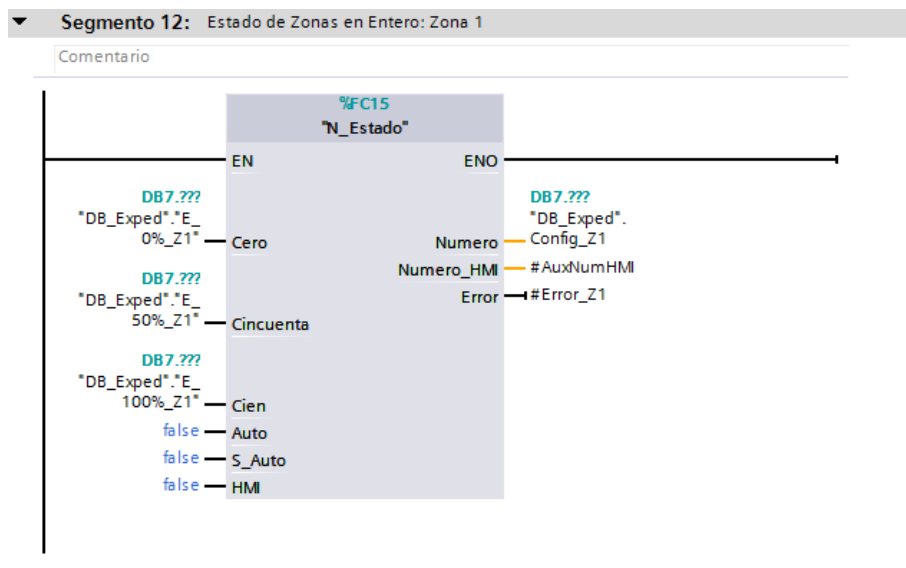 Segmento 12: Estado de Zonas en Entero: Zona 1
Comentario
%FC15
"N_Estado"
EN
ENO
DB7.???
"DB_Exped"."E_
0%_Z1"
Cero
DB7.???
"DB_Exped".
Config_Z1
Numero
Numero_HMI
#AuxNumHMI
Error
#Error_Z1
DB7.???
"DB_Exped"."E_
50%_Z1"
Cincuenta
DB7.???
"DB_Exped"."E_
100%_Z1"
Cien
false
Auto
false
S_Auto
false
HMI